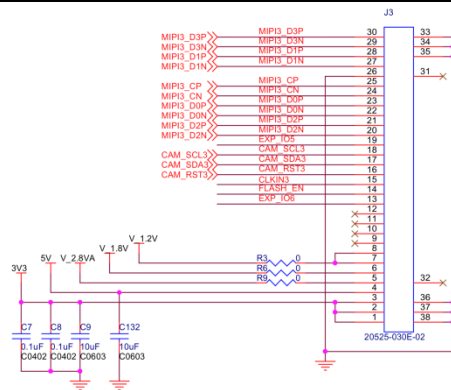 J3
MIPI3_D3P MIPI3_D3P 30 33
MIPI3_D3N MIPI3_D3N 29 34
MIPI3_D1P MIPI3_D1P 28 35
MIPI3_D1N MIPI3_D1N 27
26 31
MIPI3_CP MIPI3_CP 25
MIPI3_CN MIPI3_CN 24
MIPI3_D0P MIPI3_D0P 23
MIPI3_D0N MIPI3_D0N 22
MIPI3_D2P MIPI3_D2P 21
MIPI3_D2N MIPI3_D2N 20
EXP_IO5 19
CAM_SCL3 CAM_SCL3 18
CAM_SDA3 CAM_SDA3 17
CAM_RST3 CAM_RST3 16
CLKIN3 15
FLASH_EN 14
EXP_IO6 13
12
11
10
9
V_1.2V 8
V_1.8V R3 0 7
5V V_2.8VA R6 0 6
3V3 R9 0 5 32
4
3 36
2 37
1 38
C7 C8 C9 C132
20525-030E-02
0.1uF 0.1uF 10uF 10uF
C0402 C0402 C0603 C0603